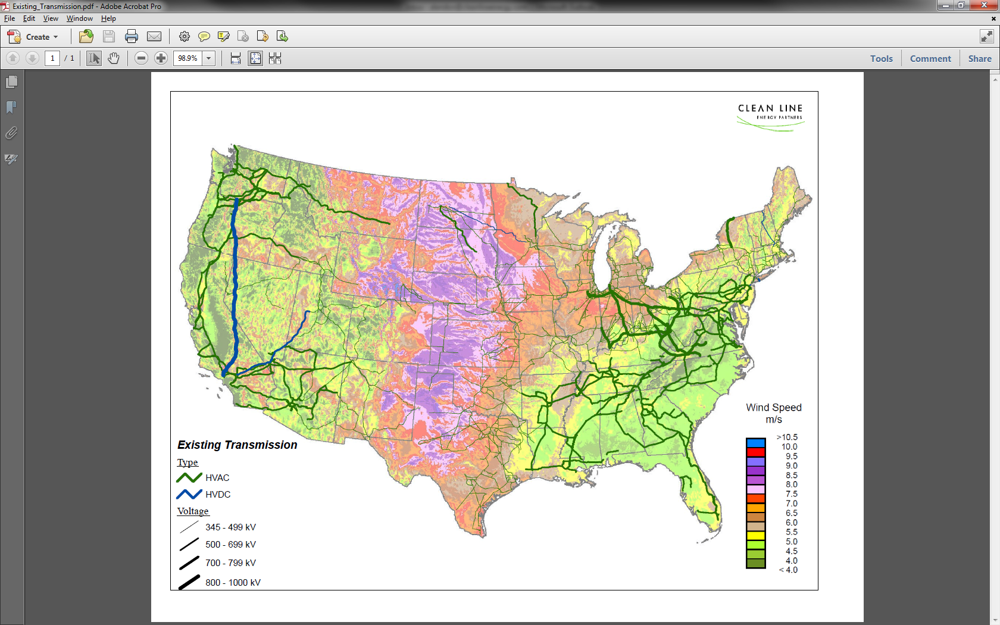 Existing_Transmission.pdf - Adobe Acrobat Pro
File Edit View Window Help
Create
1 / 1 98.9%
Tools Comment Share
CLEAN LINE
ENERGY PARTNERS
Wind Speed
m/s
>10.5
10.0
9.5
9.0
8.5
8.0
7.5
7.0
6.5
6.0
5.5
5.0
4.5
4.0
< 4.0
Existing Transmission
Type
HVAC
HVDC
Voltage
345 - 499 kV
500 - 699 kV
700 - 799 kV
800 - 1000 kV